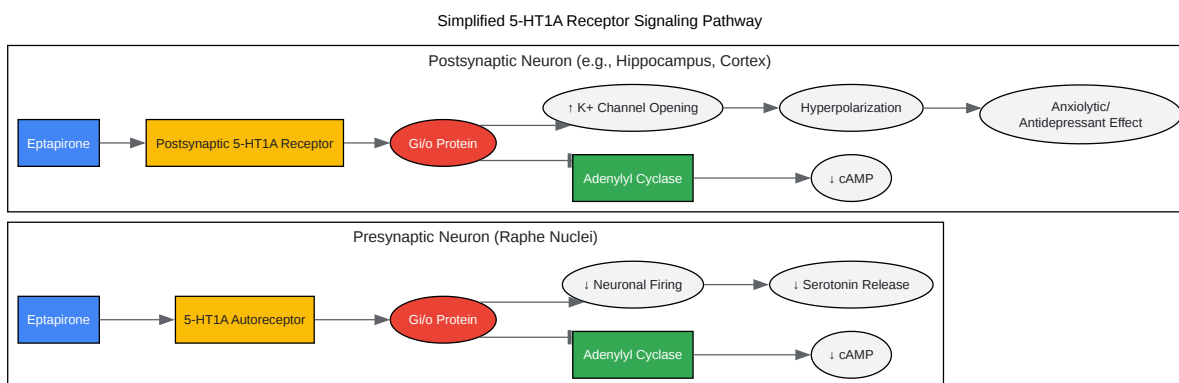 Simplified 5-HT1A Receptor Signaling Pathway
Postsynaptic Neuron (e.g., Hippocampus, Cortex)
Eptapirone
Postsynaptic 5-HT1A Receptor
Gi/o Protein
↑ K+ Channel Opening
Hyperpolarization
Anxiolytic/
Antidepressant Effect
Adenylyl Cyclase
↓ cAMP
Presynaptic Neuron (Raphe Nuclei)
Eptapirone
5-HT1A Autoreceptor
Gi/o Protein
↓ Neuronal Firing
↓ Serotonin Release
Adenylyl Cyclase
↓ cAMP